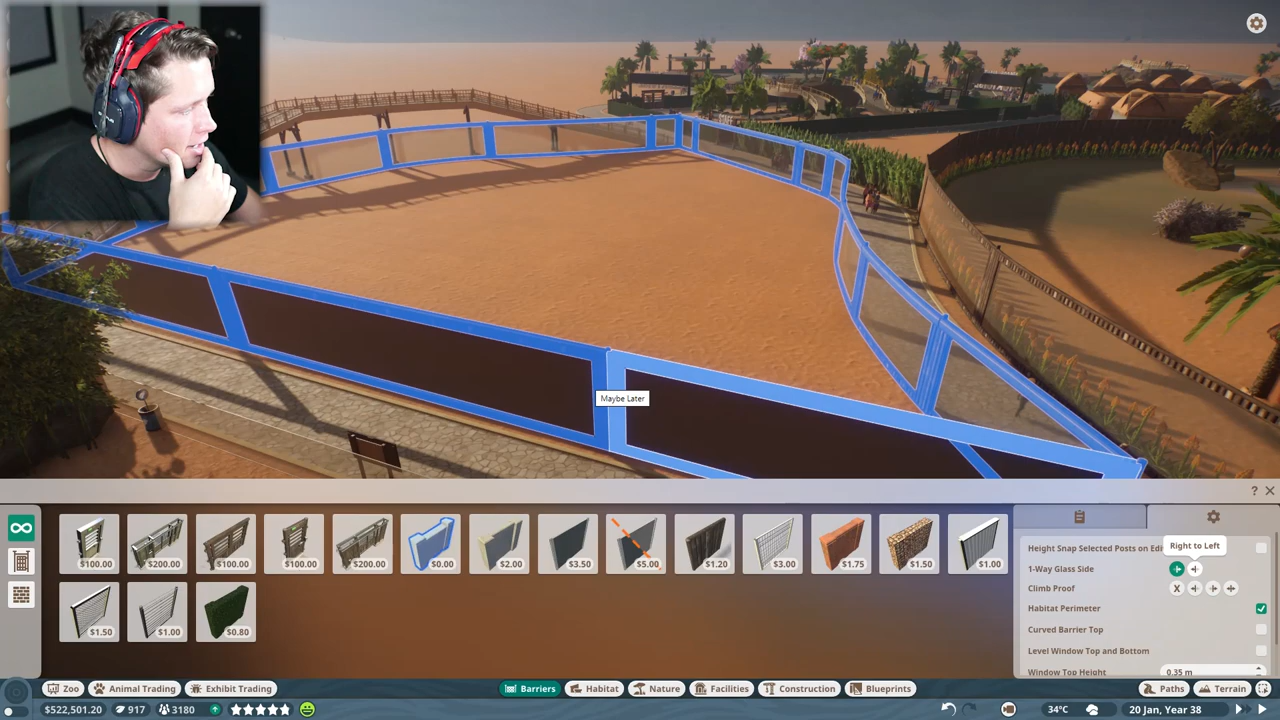 Maybe Later
?
$100.00 $200.00 $100.00 $100.00 $200.00 $0.00 $2.00 $3.50 $5.00 $1.20 $3.00 $1.75 $1.50 $1.00
$1.50 $1.00 $0.80
Height Snap Selected Posts on Edi
Right to Left
1-Way Glass Side
Climb Proof
Habitat Perimeter
Curved Barrier Top
Level Window Top and Bottom
Window Top Height 0.35 m
Zoo Animal Trading Exhibit Trading Barriers Habitat Nature Facilities Construction Blueprints Paths Terrain
$522,501.20 917 3180 34°C 20 Jan, Year 38